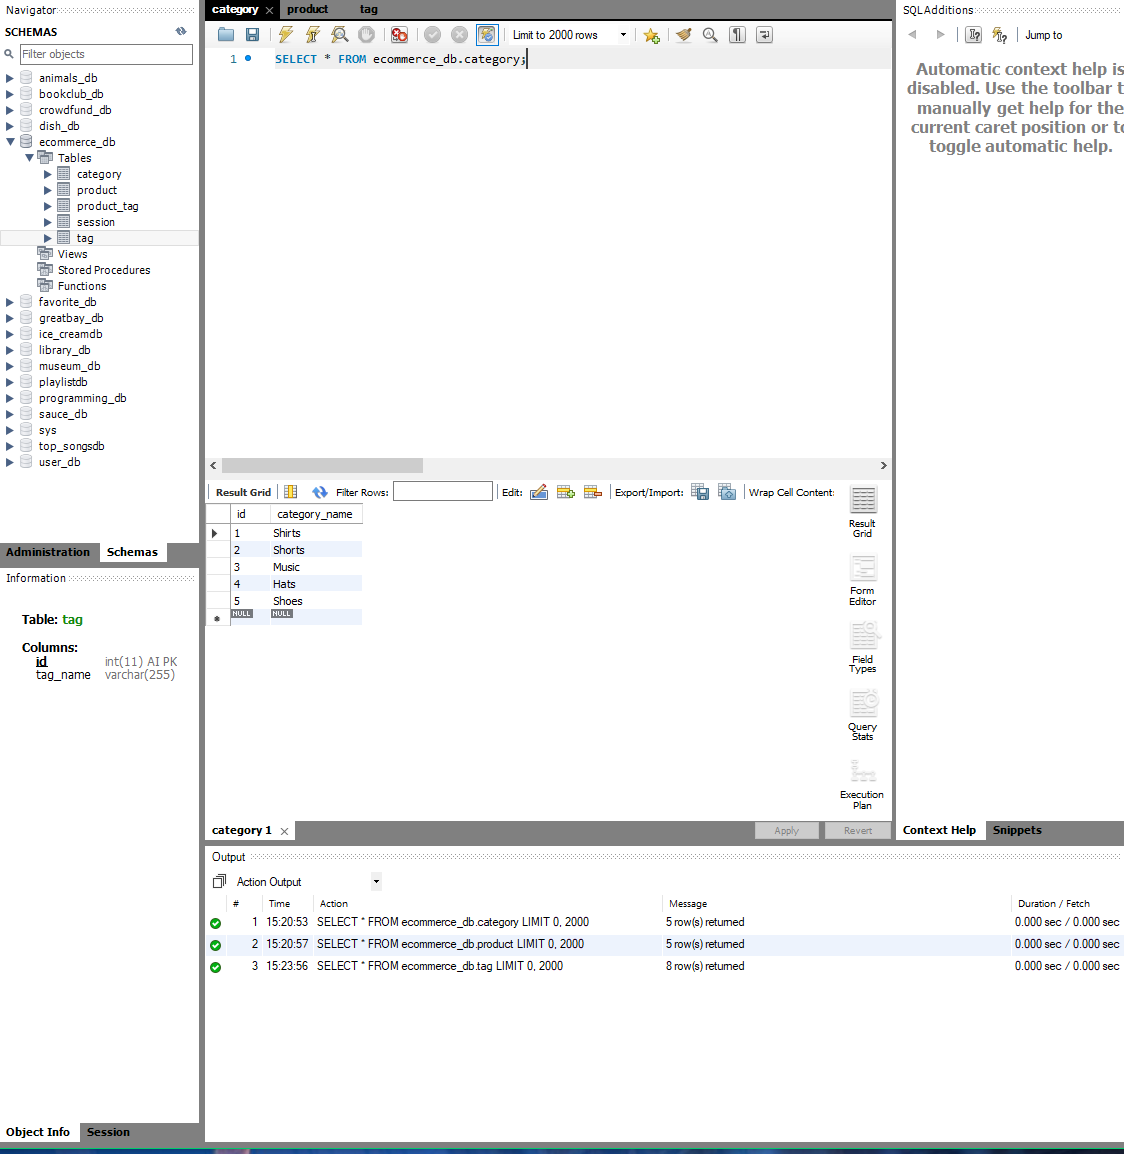 Navigator
SCHEMAS
Filter objects
animals_db
bookclub_db
crowdfund_db
dish_db
ecommerce_db
Tables
category
product
product_tag
session
tag
Views
Stored Procedures
Functions
favorite_db
greatbay_db
ice_creamdb
library_db
museum_db
playlistdb
programming_db
sauce_db
sys
top_songsdb
user_db
Administration Schemas
Information
Table: tag
Columns:
id int(11) AI PK
tag_name varchar(255)
Object Info Session
category product tag
Limit to 2000 rows
1 SELECT * FROM ecommerce_db.category;
Result Grid Filter Rows: Edit: Export/Import: Wrap Cell Content:
id category_name
1 Shirts
2 Shorts
3 Music
4 Hats
5 Shoes
NULL NULL
Result
Grid
Form
Editor
Field
Types
Query
Stats
Execution
Plan
category 1 Apply Revert
SQLAdditions
Jump to
Automatic context help is
disabled. Use the toolbar t
manually get help for the
current caret position or to
toggle automatic help.
Context Help Snippets
Output
Action Output
# Time Action Message Duration / Fetch
1 15:20:53 SELECT * FROM ecommerce_db.category LIMIT 0, 2000 5 row(s) returned 0.000 sec / 0.000 sec
2 15:20:57 SELECT * FROM ecommerce_db.product LIMIT 0, 2000 5 row(s) returned 0.000 sec / 0.000 sec
3 15:23:56 SELECT * FROM ecommerce_db.tag LIMIT 0, 2000 8 row(s) returned 0.000 sec / 0.000 sec